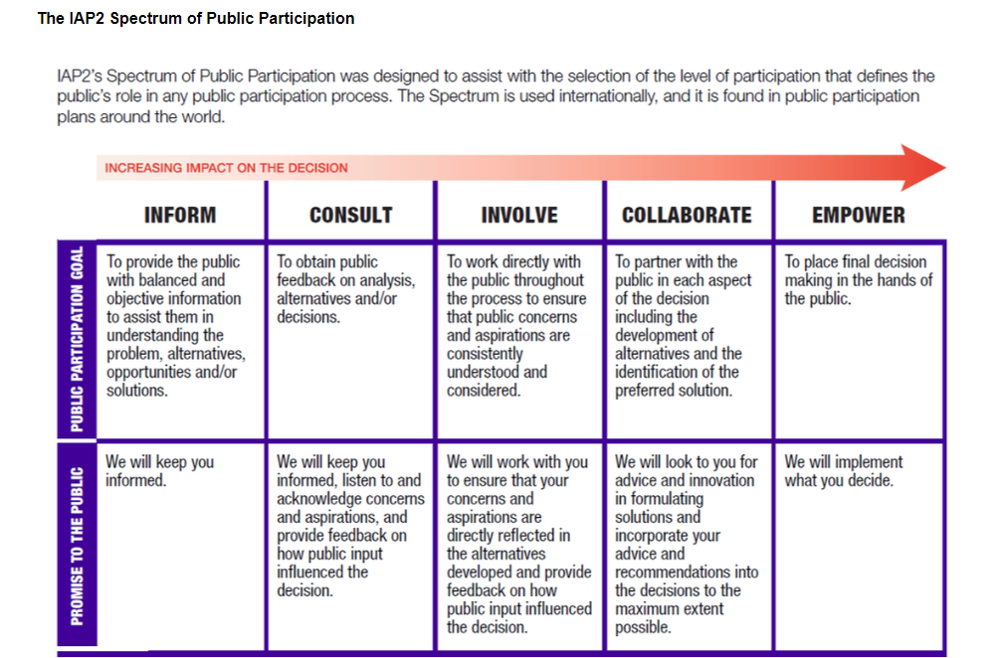 The IAP2 Spectrum of Public Participation
IAP2's Spectrum of Public Participation was designed to assist with the selection of the level of participation that defines the
public's role in any public participation process. The Spectrum is used internationally, and it is found in public participation
plans around the world.
INCREASING IMPACT ON THE DECISION
INFORM
CONSULT
INVOLVE
COLLABORATE
EMPOWER
PUBLIC PARTICIPATION GOAL
To provide the public
with balanced and
objective information
to assist them in
understanding the
problem, alternatives,
opportunities and/or
solutions.
To obtain public
feedback on analysis,
alternatives and/or
decisions.
To work directly with
the public throughout
the process to ensure
that public concerns
and aspirations are
consistently
understood and
considered.
To partner with the
public in each aspect
of the decision
including the
development of
alternatives and the
identification of the
preferred solution.
To place final decision
making in the hands of
the public.
PROMISE TO THE PUBLIC
We will keep you
informed.
We will keep you
informed, listen to and
acknowledge concerns
and aspirations, and
provide feedback on
how public input
influenced the
decision.
We will work with you
to ensure that your
concerns and
aspirations are
directly reflected in
the alternatives
developed and provide
feedback on how
public input influenced
the decision.
We will look to you for
advice and innovation
in formulating
solutions and
incorporate your
advice and
recommendations into
the decisions to the
maximum extent
possible.
We will implement
what you decide.